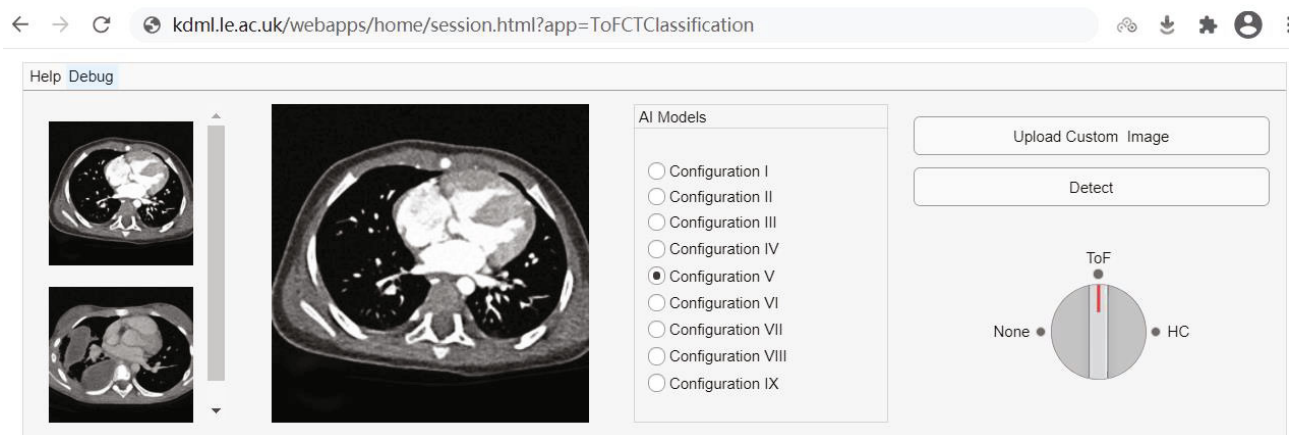 kdml.le.ac.uk/webapps/home/session.html?app=ToFCTClassification
Help Debug
AI Models
Configuration I
Configuration II
Configuration III
Configuration IV
Configuration V
Configuration VI
Configuration VII
Configuration VIII
Configuration IX
Upload Custom Image
Detect
ToF
None HC